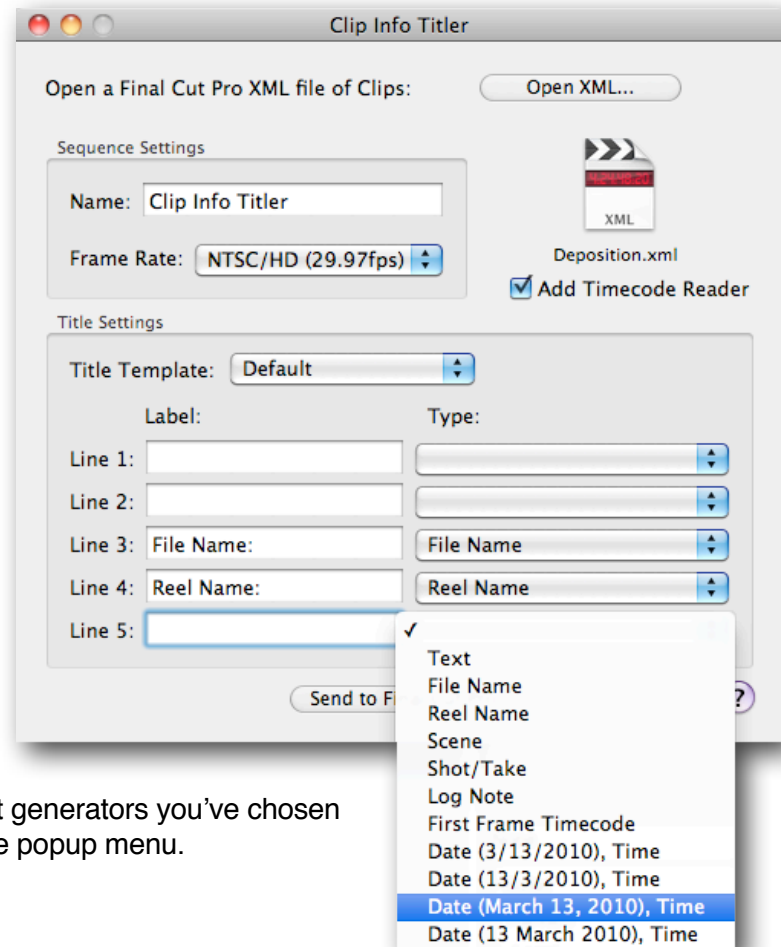 Clip Info Titler
Open a Final Cut Pro XML file of Clips:
Open XML...
Sequence Settings
Name: Clip Info Titler
Frame Rate: NTSC/HD (29.97fps)
XML
Deposition.xml
Add Timecode Reader
Title Settings
Title Template: Default
Label: Type:
Line 1:
Line 2:
Line 3: File Name: File Name
Line 4: Reel Name: Reel Name
Line 5:
✓
Text
File Name
Reel Name
Scene
Shot/Take
Log Note
First Frame Timecode
Date (3/13/2010), Time
Date (13/3/2010), Time
Date (March 13, 2010), Time
Date (13 March 2010), Time
Send to
?
generators you’ve chosen
popup menu.